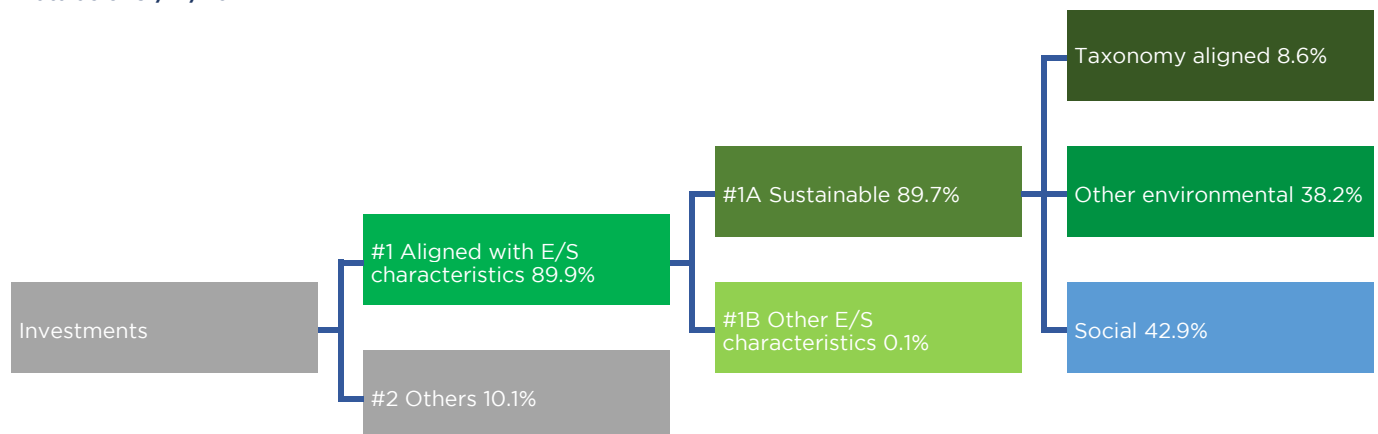 Taxonomy aligned 8.6%
#1A Sustainable 89.7%
Other environmental 38.2%
#1 Aligned with E/S
characteristics 89.9%
Investments
#1B Other E/S
characteristics 0.1%
Social 42.9%
#2 Others 10.1%